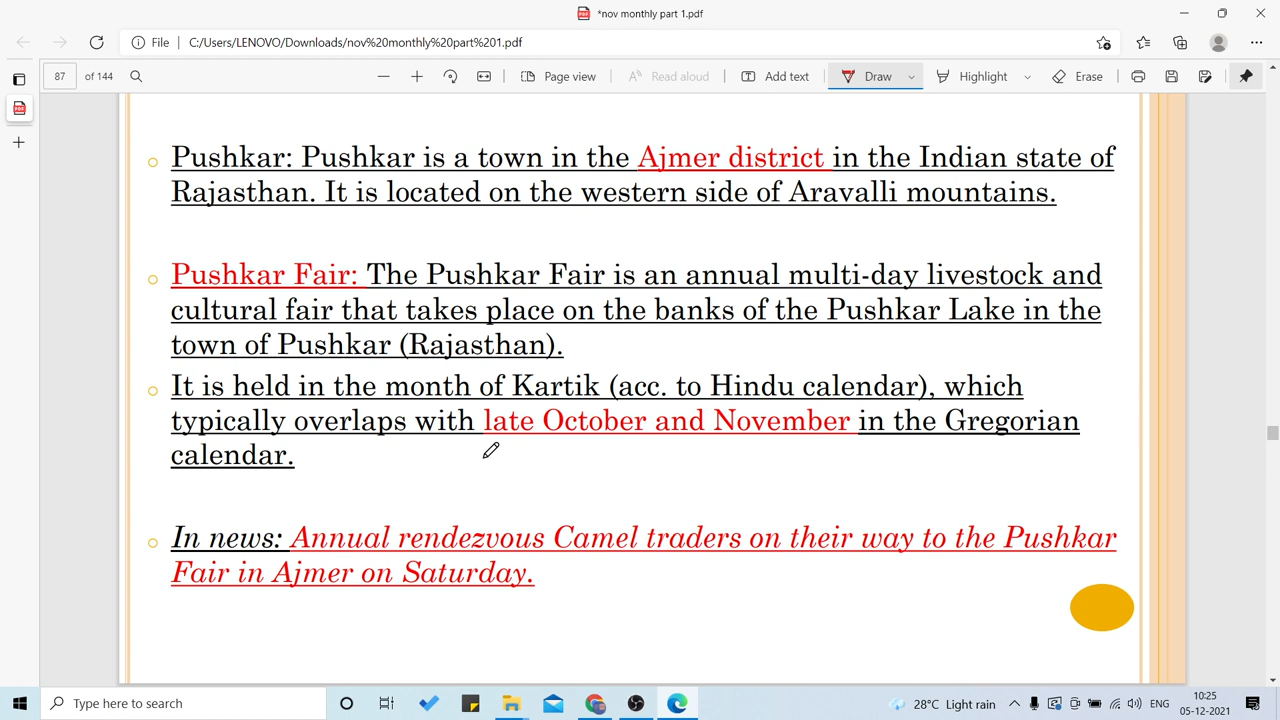 *nov monthly part 1.pdf
File
C:/Users/LENOVO/Downloads/nov%20monthly%20part%201.pdf
87 of 144
Page view
Read aloud
Add text
Draw
Highlight
Erase
Pushkar: Pushkar is a town in the Ajmer district in the Indian state of
Rajasthan. It is located on the western side of Aravalli mountains.
Pushkar Fair: The Pushkar Fair is an annual multi-day livestock and
cultural fair that takes place on the banks of the Pushkar Lake in the
town of Pushkar (Rajasthan).
It is held in the month of Kartik (acc. to Hindu calendar), which
typically overlaps with late October and November in the Gregorian
calendar.
In news: Annual rendezvous Camel traders on their way to the Pushkar
Fair in Ajmer on Saturday.
Type here to search
28°C Light rain
ENG
10:25
05-12-2021